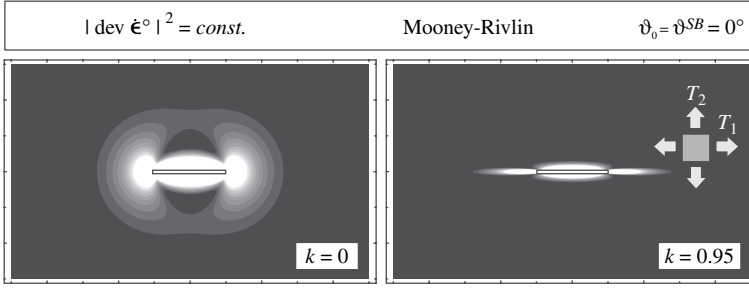 | dev ε̇° | ² = const. Mooney-Rivlin ϑ₀ = ϑ^SB = 0°
T₂
T₁
k = 0
k = 0.95